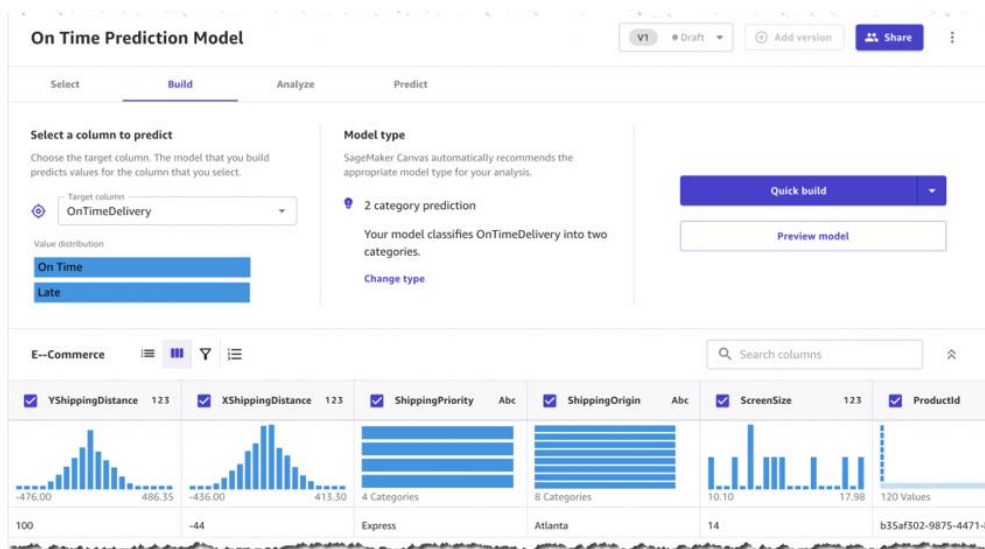 On Time Prediction Model
V1 Draft
Add version
Share
Select
Build
Analyze
Predict
Select a column to predict
Choose the target column. The model that you build
predicts values for the column that you select.
Target column
OnTimeDelivery
Value distribution
On Time
Late
Model type
SageMaker Canvas automatically recommends the
appropriate model type for your analysis.
2 category prediction
Your model classifies OnTimeDelivery into two
categories.
Change type
Quick build
Preview model
E--Commerce
Search columns
YShippingDistance 123
XShippingDistance 123
ShippingPriority Abc
ShippingOrigin Abc
ScreenSize 123
ProductId
-476.00 486.35
-436.00 413.30
4 Categories
8 Categories
10.10 17.98
120 Values
100
-44
Express
Atlanta
14
b35af302-9875-4471-